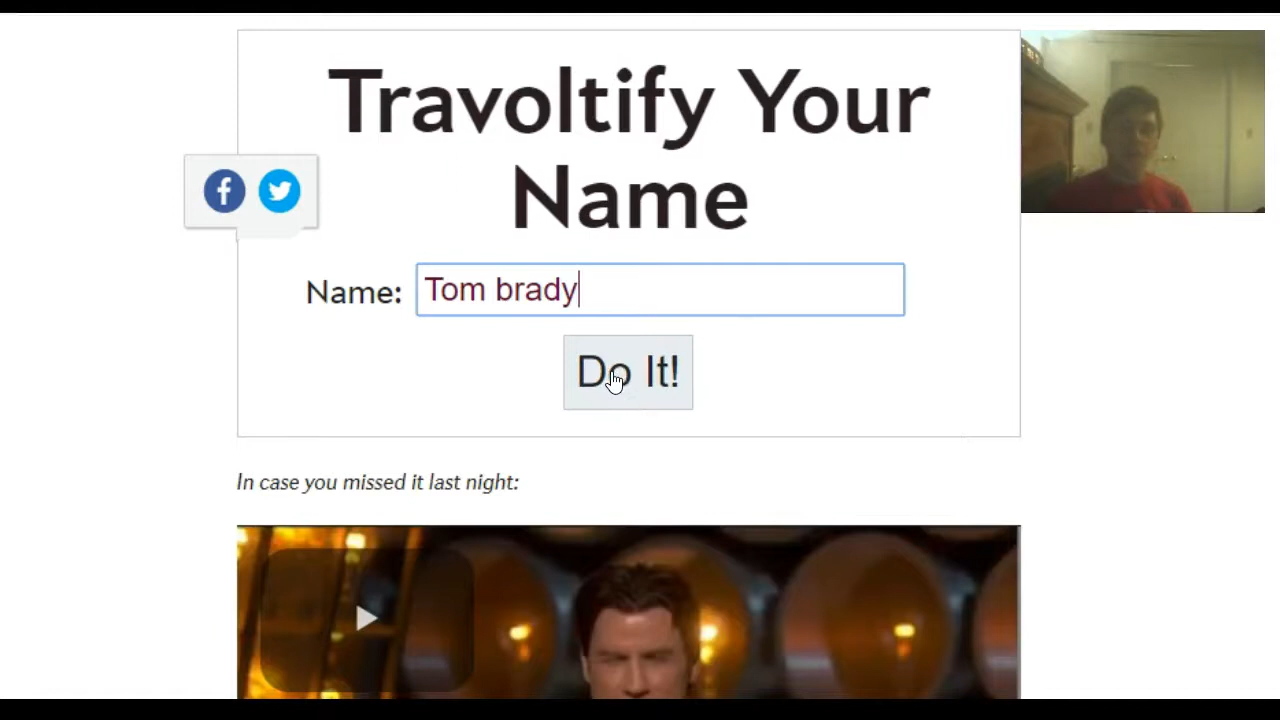 Travoltify Your
Name
Name: Tom brady
Do It!
In case you missed it last night: